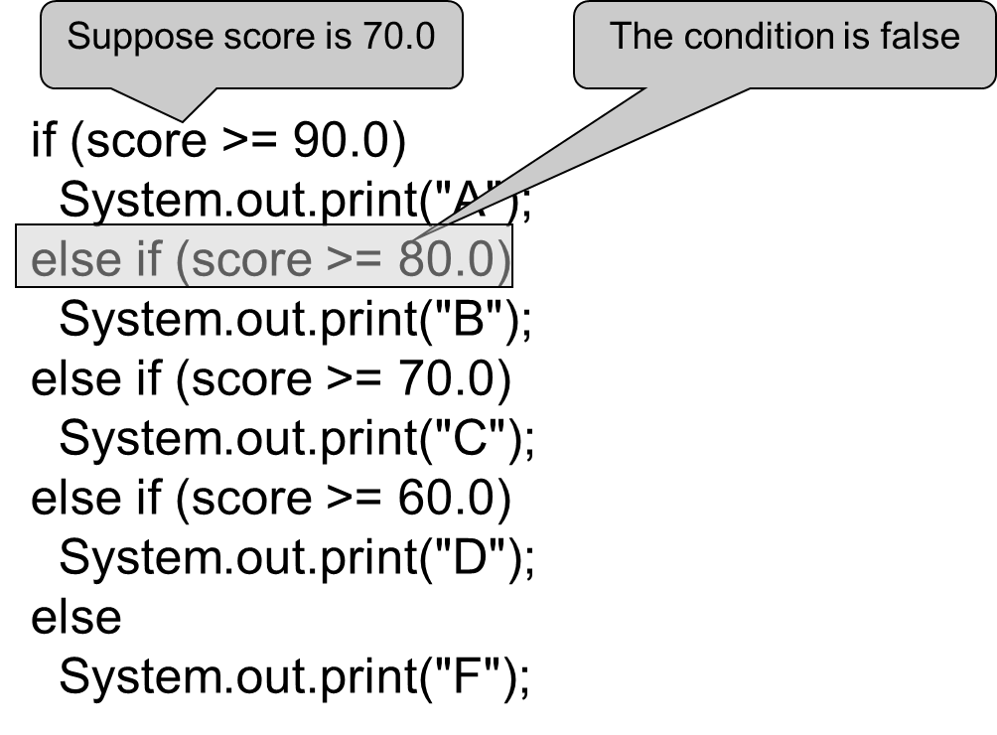 Suppose score is 70.0
The condition is false
if (score >= 90.0)
System.out.print("A");
else if (score >= 80.0)
System.out.print("B");
else if (score >= 70.0)
System.out.print("C");
else if (score >= 60.0)
System.out.print("D");
else
System.out.print("F");